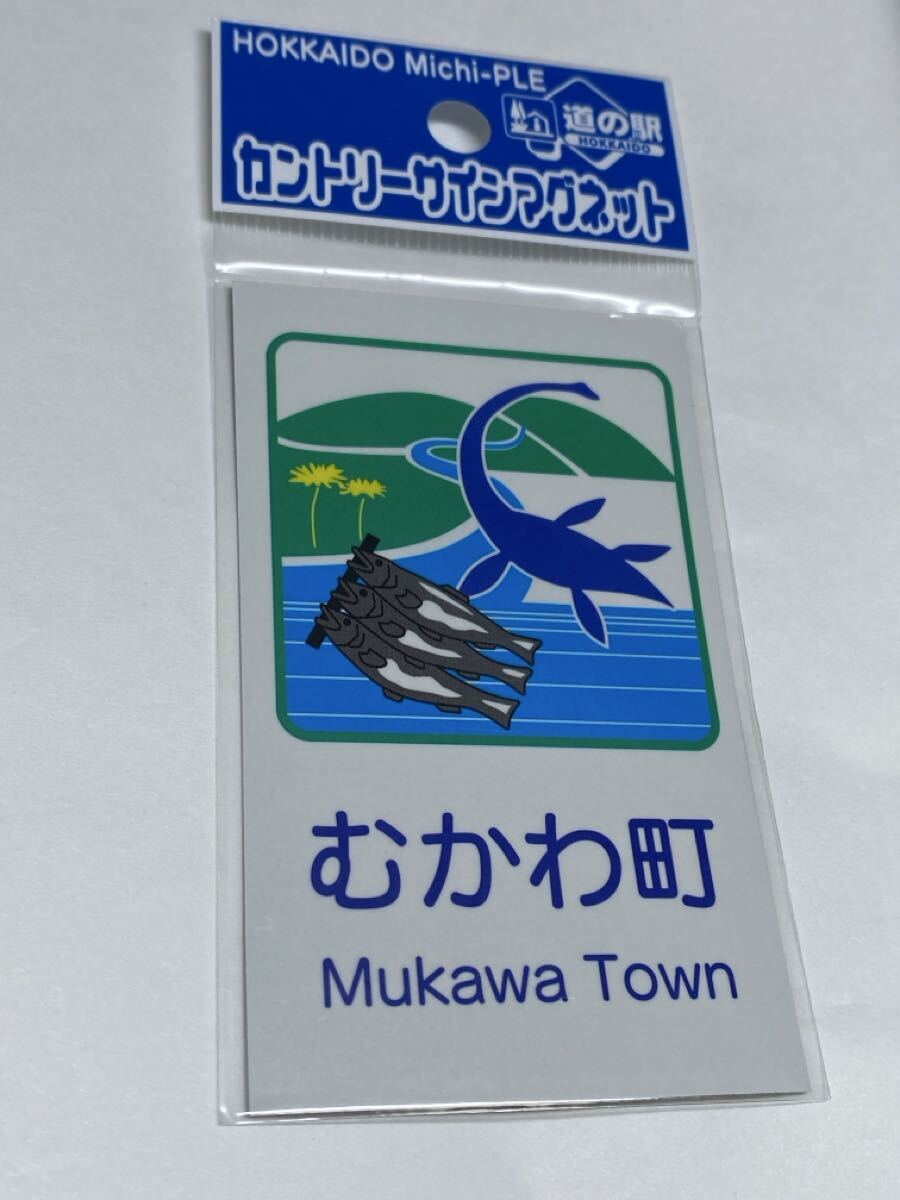 HOKKAIDO Michi-PLE
道の駅
HOKKAIDO
カントリーサインマグネット
むかわ町
Mukawa Town